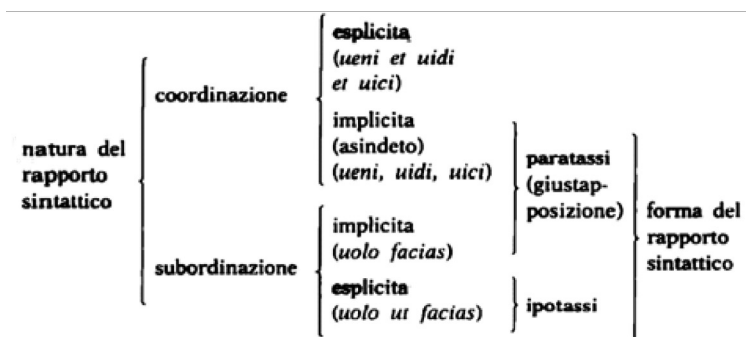 natura del
rapporto
sintattico
coordinazione
subordinazione
esplicita
(ueni et uidi
et uici)
implicita
(asindeto)
(ueni, uidi, uici)
implicita
(uolo facias)
esplicita
(uolo ut facias)
paratassi
(giustap-
posizione)
ipotassi
forma del
rapporto
sintattico